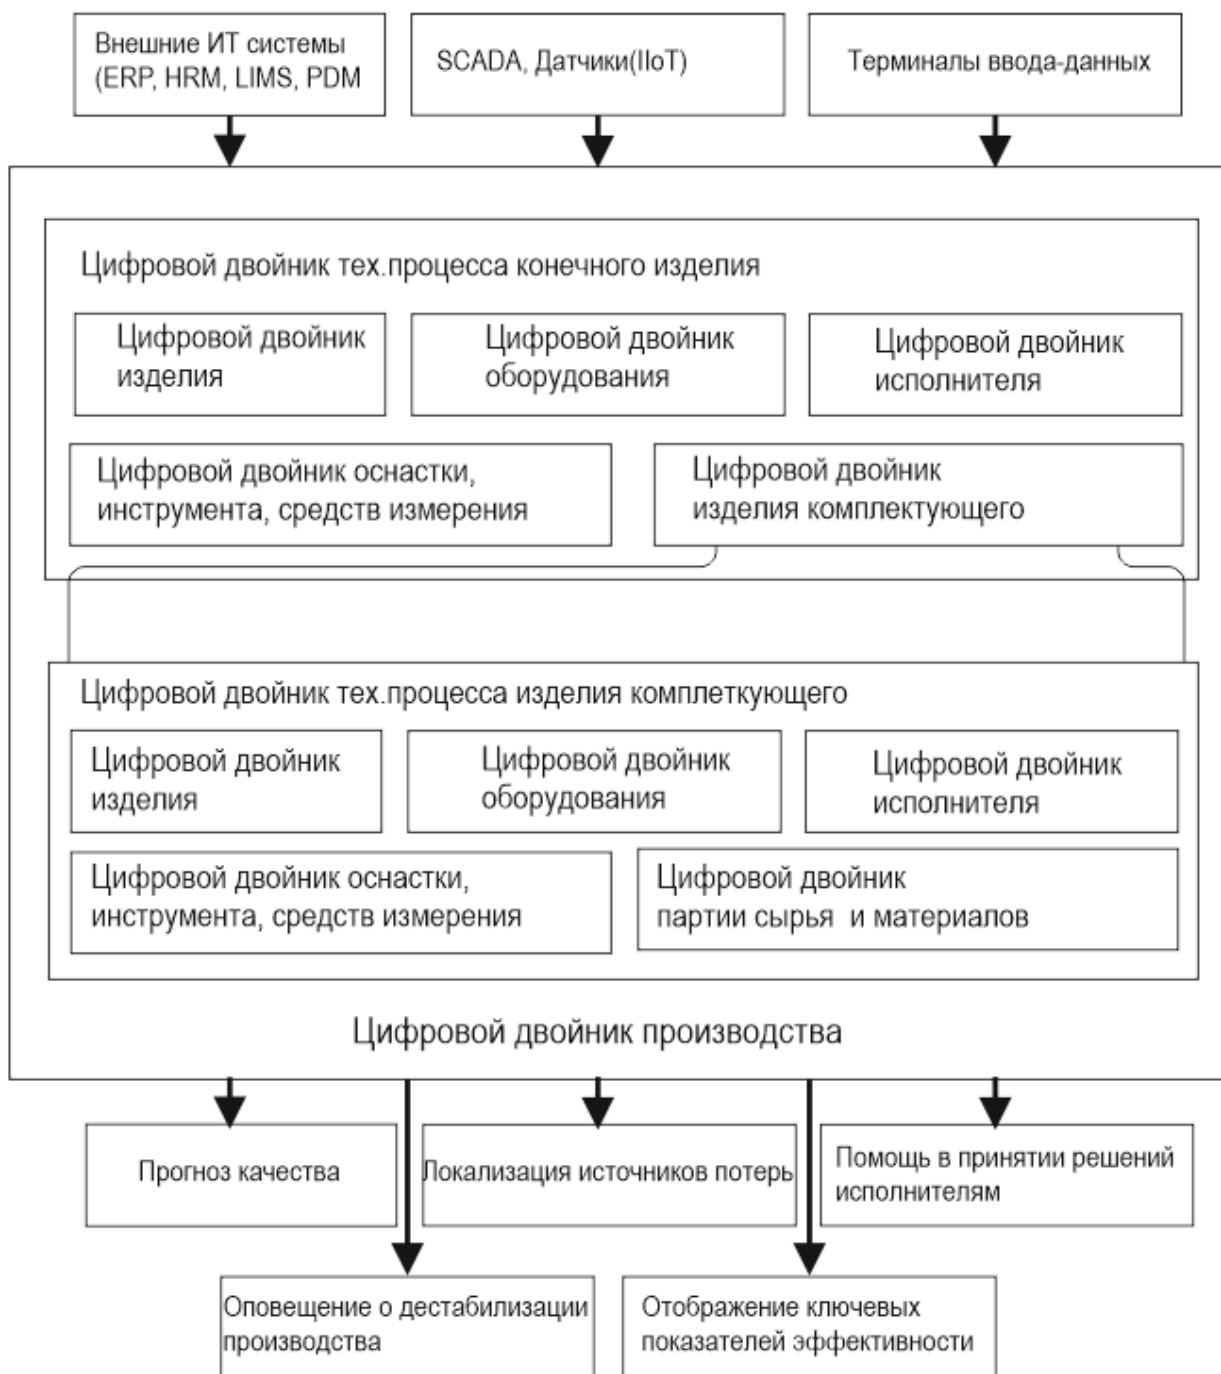 Внешние ИТ системы
(ERP, HRM, LIMS, PDM
SCADA, Датчики(IIoT)
Терминалы ввода-данных
Цифровой двойник тех.процесса конечного изделия
Цифровой двойник
изделия
Цифровой двойник
оборудования
Цифровой двойник
исполнителя
Цифровой двойник оснастки,
инструмента, средств измерения
Цифровой двойник
изделия комплектующего
Цифровой двойник тех.процесса изделия комплеткующего
Цифровой двойник
изделия
Цифровой двойник
оборудования
Цифровой двойник
исполнителя
Цифровой двойник оснастки,
инструмента, средств измерения
Цифровой двойник
партии сырья и материалов
Цифровой двойник производства
Прогноз качества
Локализация источников потерь
Помощь в принятии решений
исполнителям
Оповещение о дестабилизации
производства
Отображение ключевых
показателей эффективности